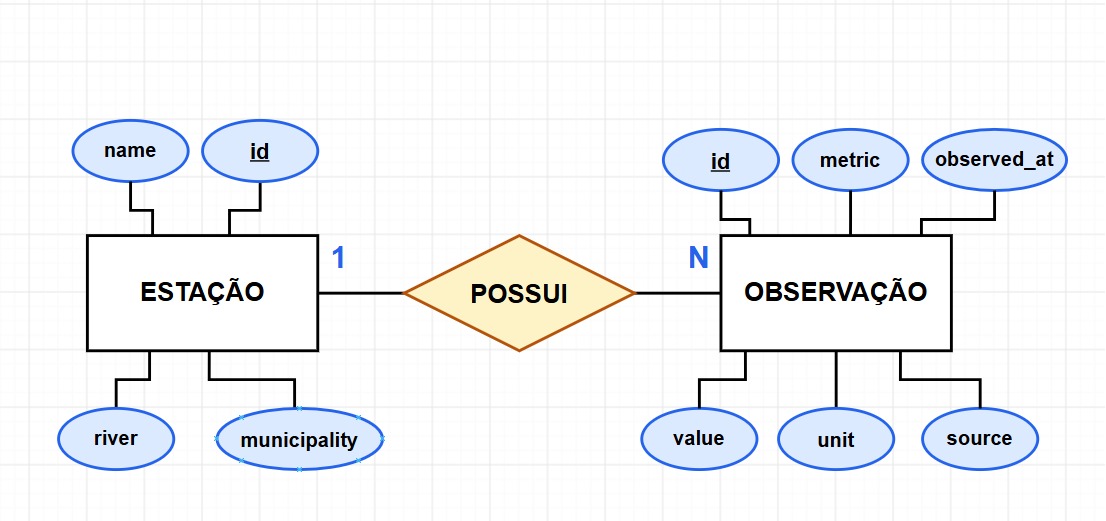 name
id
id
metric
observed_at
1
N
ESTAÇÃO
POSSUI
OBSERVAÇÃO
river
municipality
value
unit
source